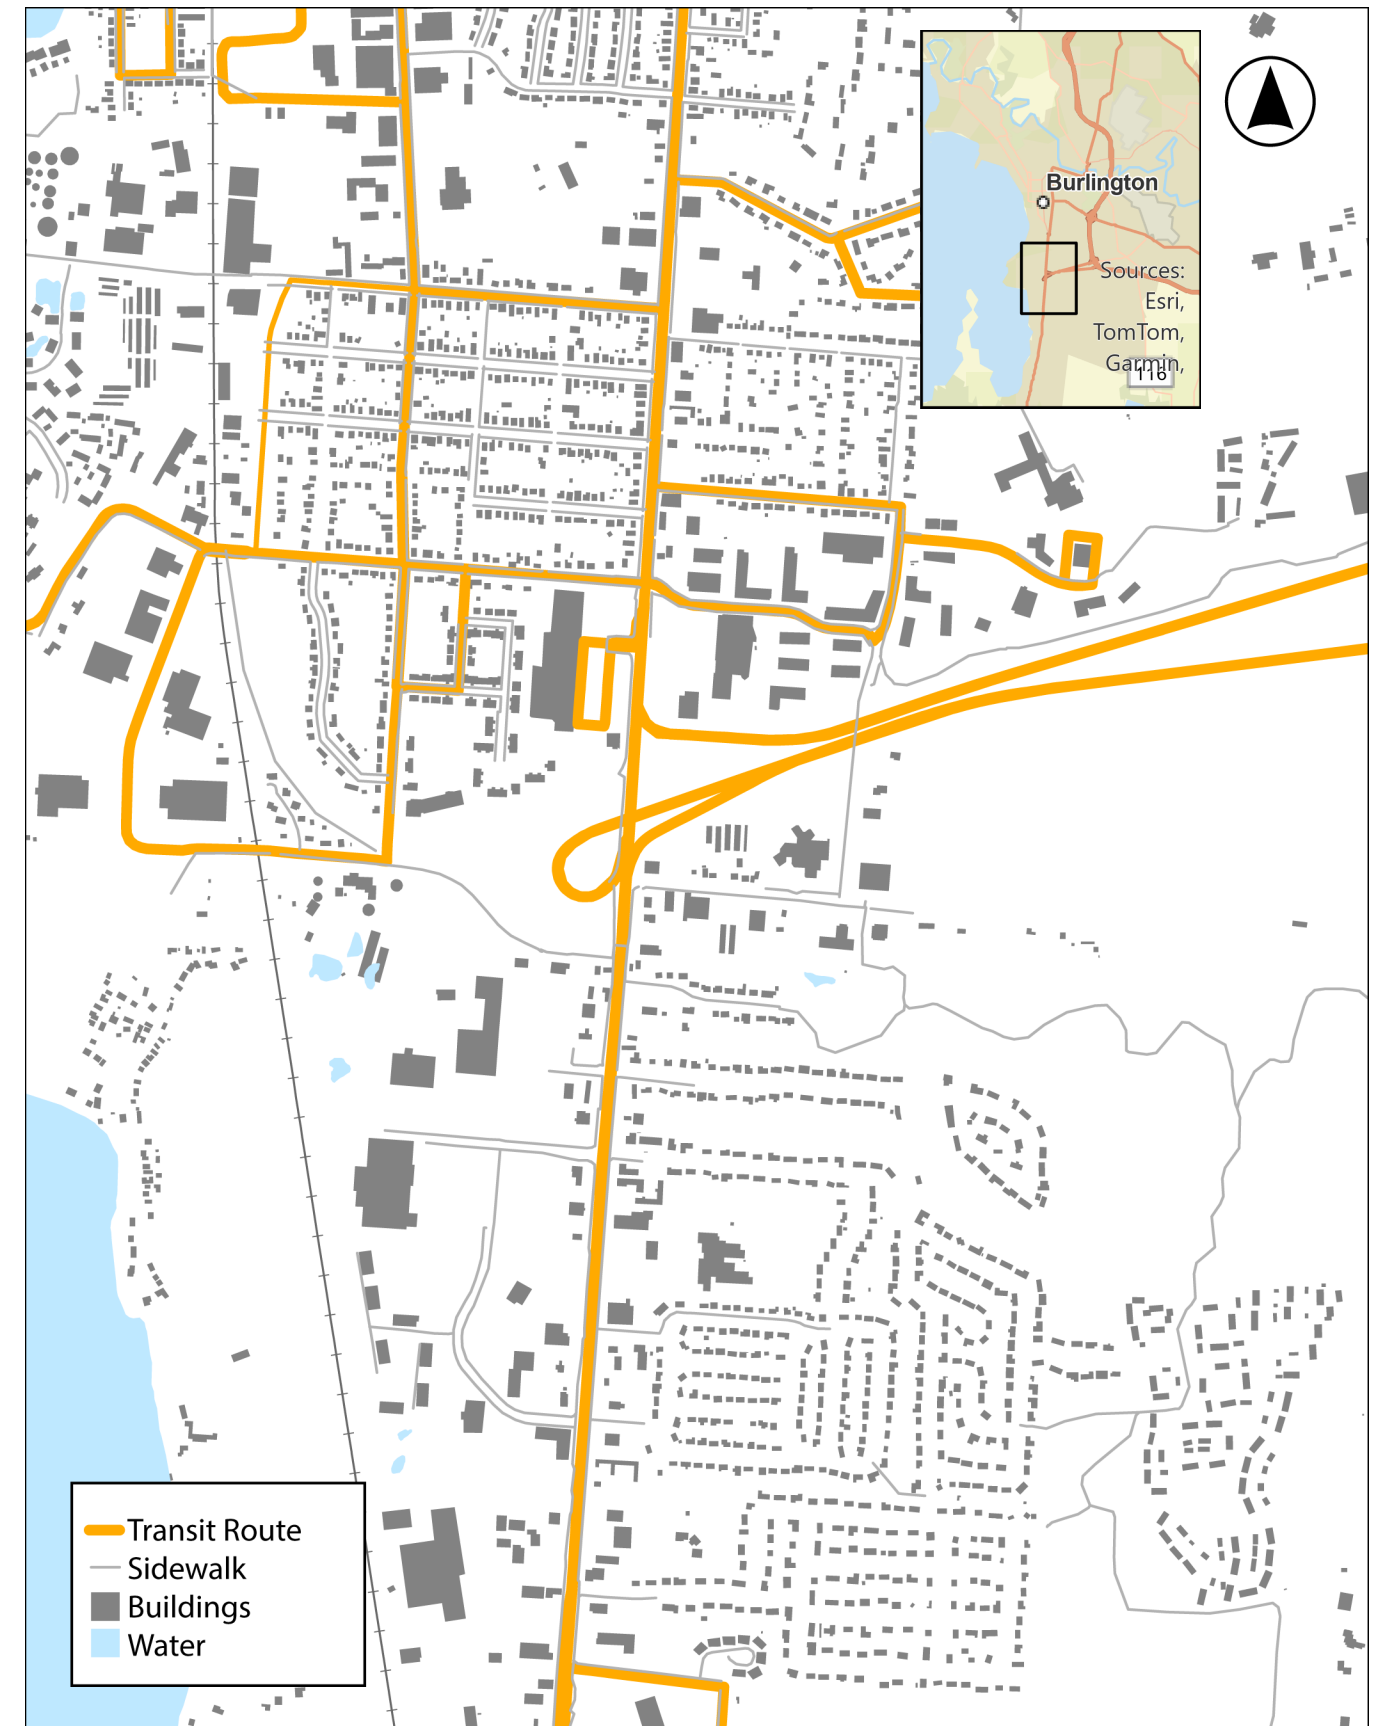 Burlington
Sources:
Esri,
TomTom,
Garmin,
116
Transit Route
Sidewalk
Buildings
Water